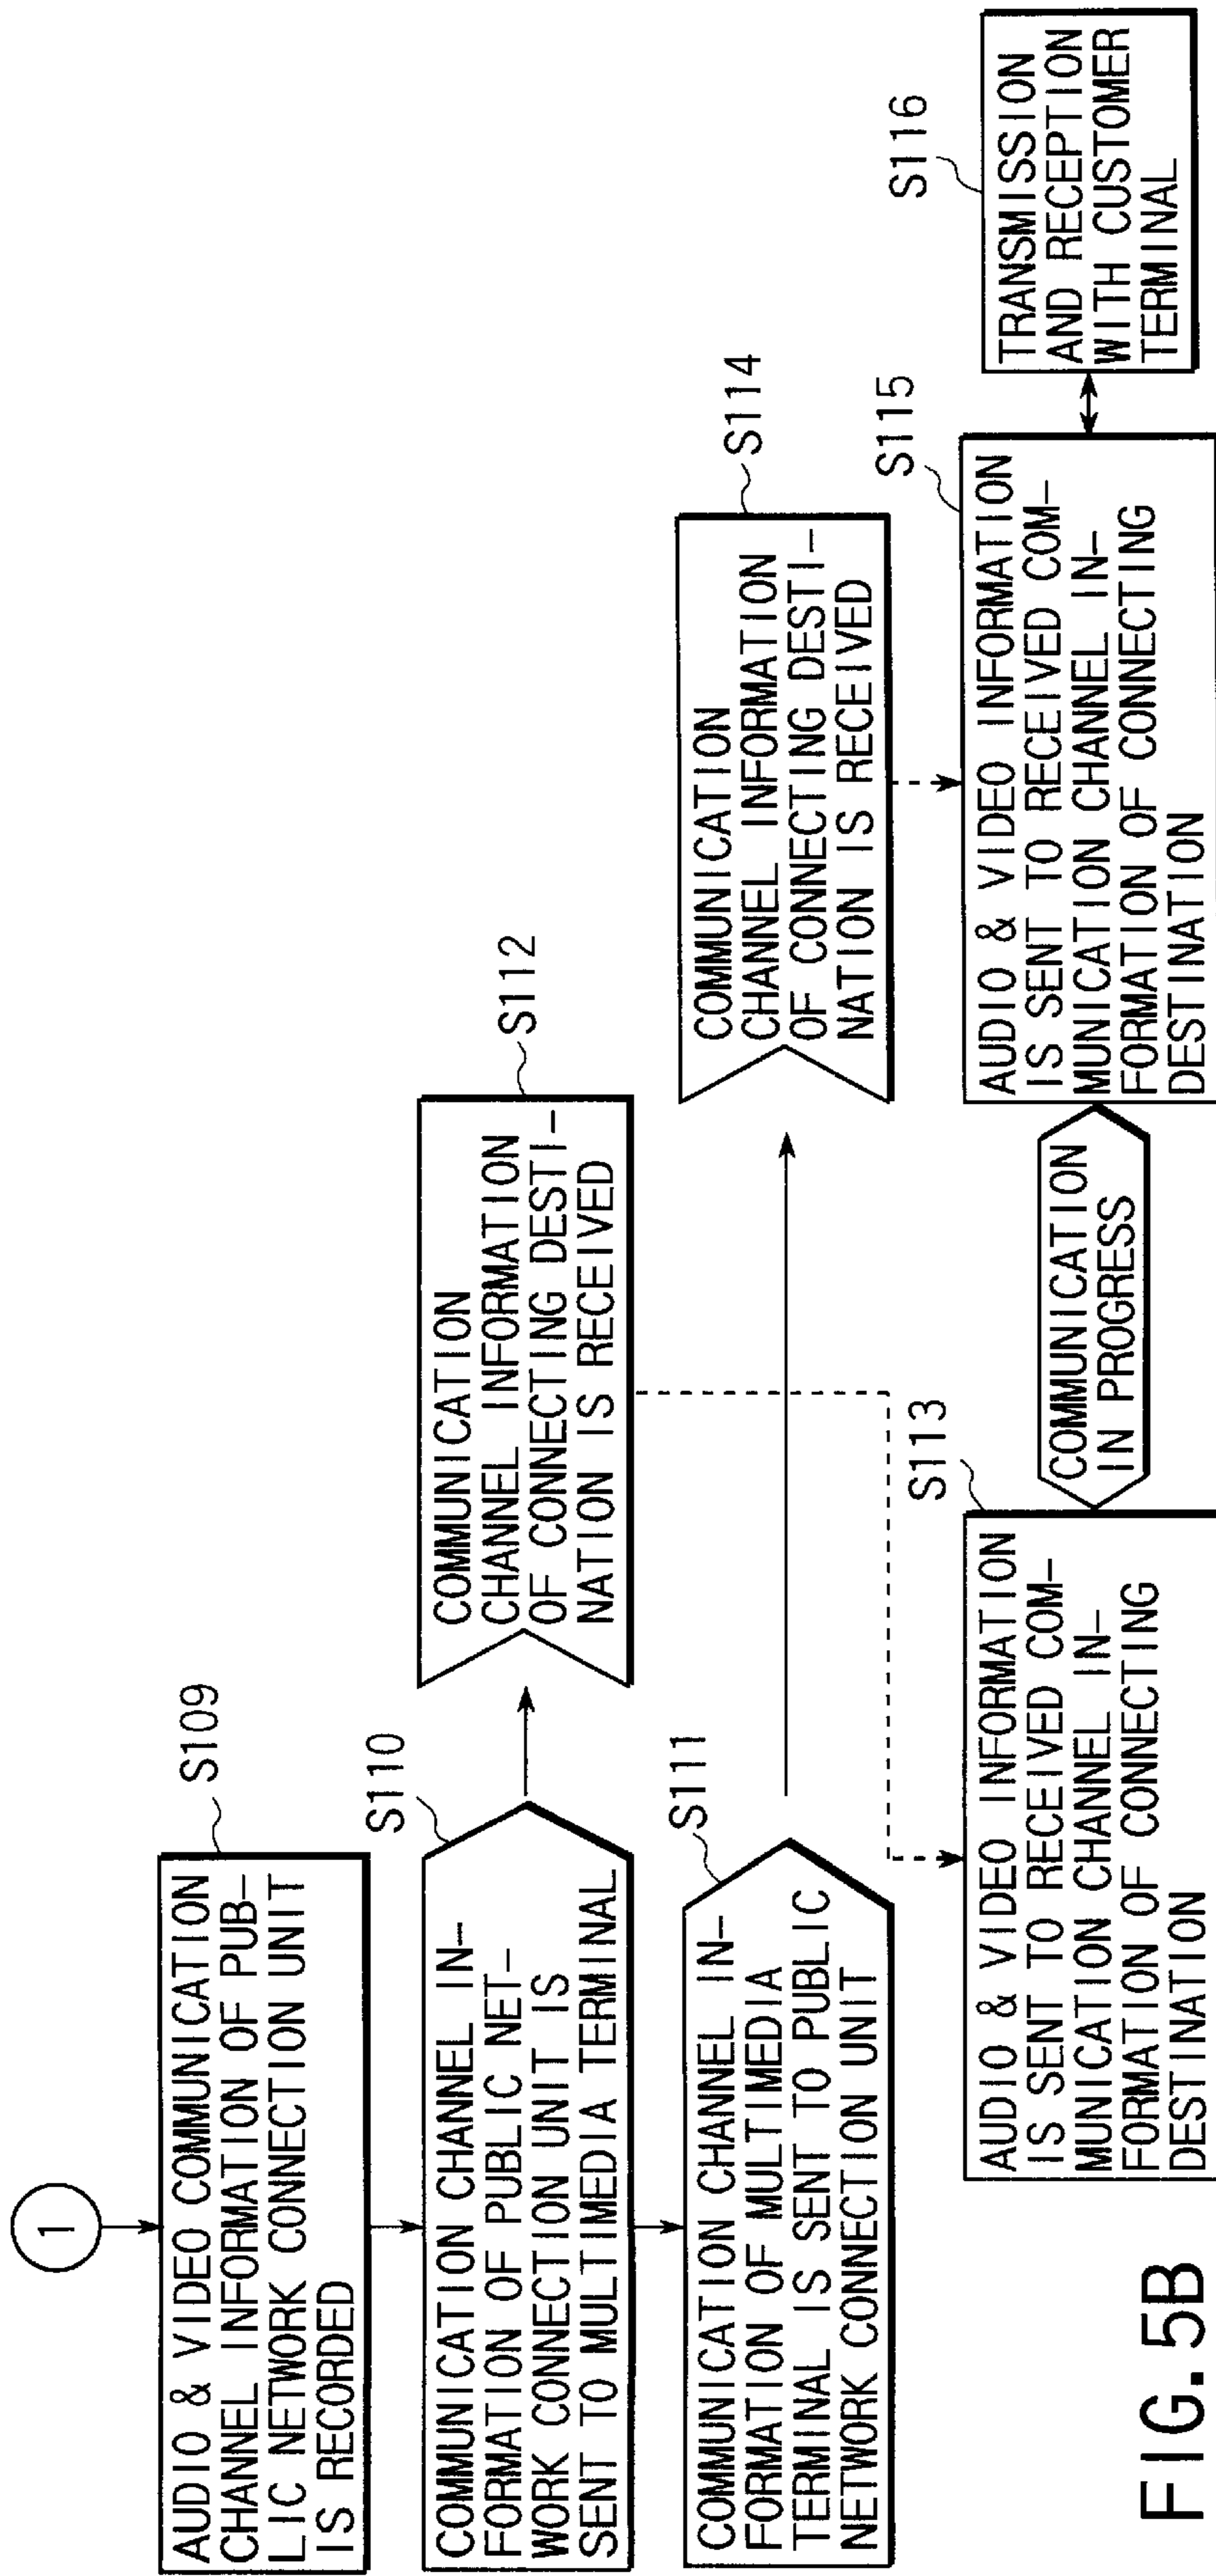 1
S109
AUDIO & VIDEO COMMUNICATION
CHANNEL INFORMATION OF PUB-
LIC NETWORK CONNECTION UNIT
IS RECORDED
S110
COMMUNICATION CHANNEL IN-
FORMATION OF PUBLIC NET-
WORK CONNECTION UNIT IS
SENT TO MULTIMEDIA TERMINAL
S112
COMMUNICATION
CHANNEL INFORMATION
OF CONNECTING DESTI-
NATION IS RECEIVED
S111
COMMUNICATION CHANNEL IN-
FORMATION OF MULTIMEDIA
TERMINAL IS SENT TO PUBLIC
NETWORK CONNECTION UNIT
S114
COMMUNICATION
CHANNEL INFORMATION
OF CONNECTING DESTI-
NATION IS RECEIVED
S113
AUDIO & VIDEO INFORMATION
IS SENT TO RECEIVED COM-
MUNICATION CHANNEL IN-
FORMATION OF CONNECTING
DESTINATION
COMMUNICATION
IN PROGRESS
S115
AUDIO & VIDEO INFORMATION
IS SENT TO RECEIVED COM-
MUNICATION CHANNEL IN-
FORMATION OF CONNECTING
DESTINATION
S116
TRANSMISSION
AND RECEPTION
WITH CUSTOMER
TERMINAL
FIG. 5B